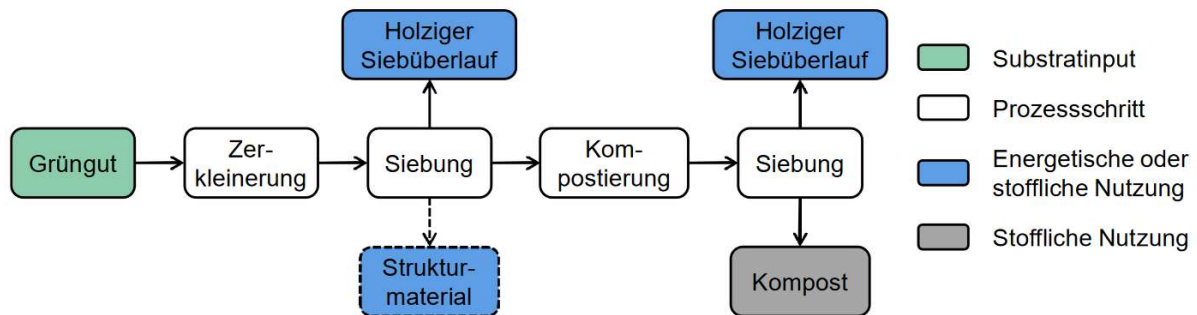 Holziger
Siebüberlauf
Holziger
Siebüberlauf
Grüngut
Zer-
kleinerung
Siebung
Kom-
postierung
Siebung
Struktur-
material
Kompost
Substratinput
Prozessschritt
Energetische oder
stoffliche Nutzung
Stoffliche Nutzung